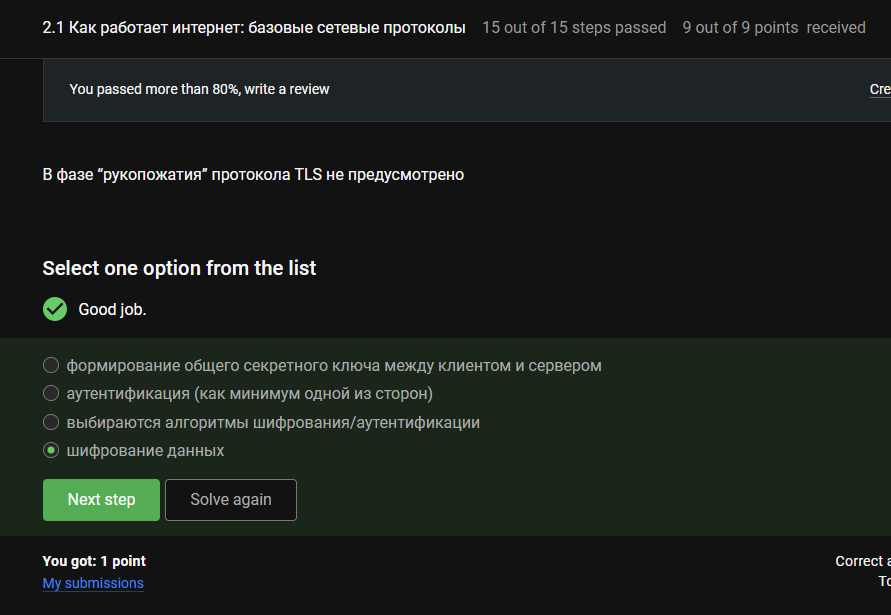 2.1 Как работает интернет: базовые сетевые протоколы 15 out of 15 steps passed 9 out of 9 points received
You passed more than 80%, write a review
В фазе “рукопожатия” протокола TLS не предусмотрено
Select one option from the list
Good job.
формирование общего секретного ключа между клиентом и сервером
аутентификация (как минимум одной из сторон)
выбираются алгоритмы шифрования/аутентификации
шифрование данных
Next step Solve again
You got: 1 point Correct
My submissions